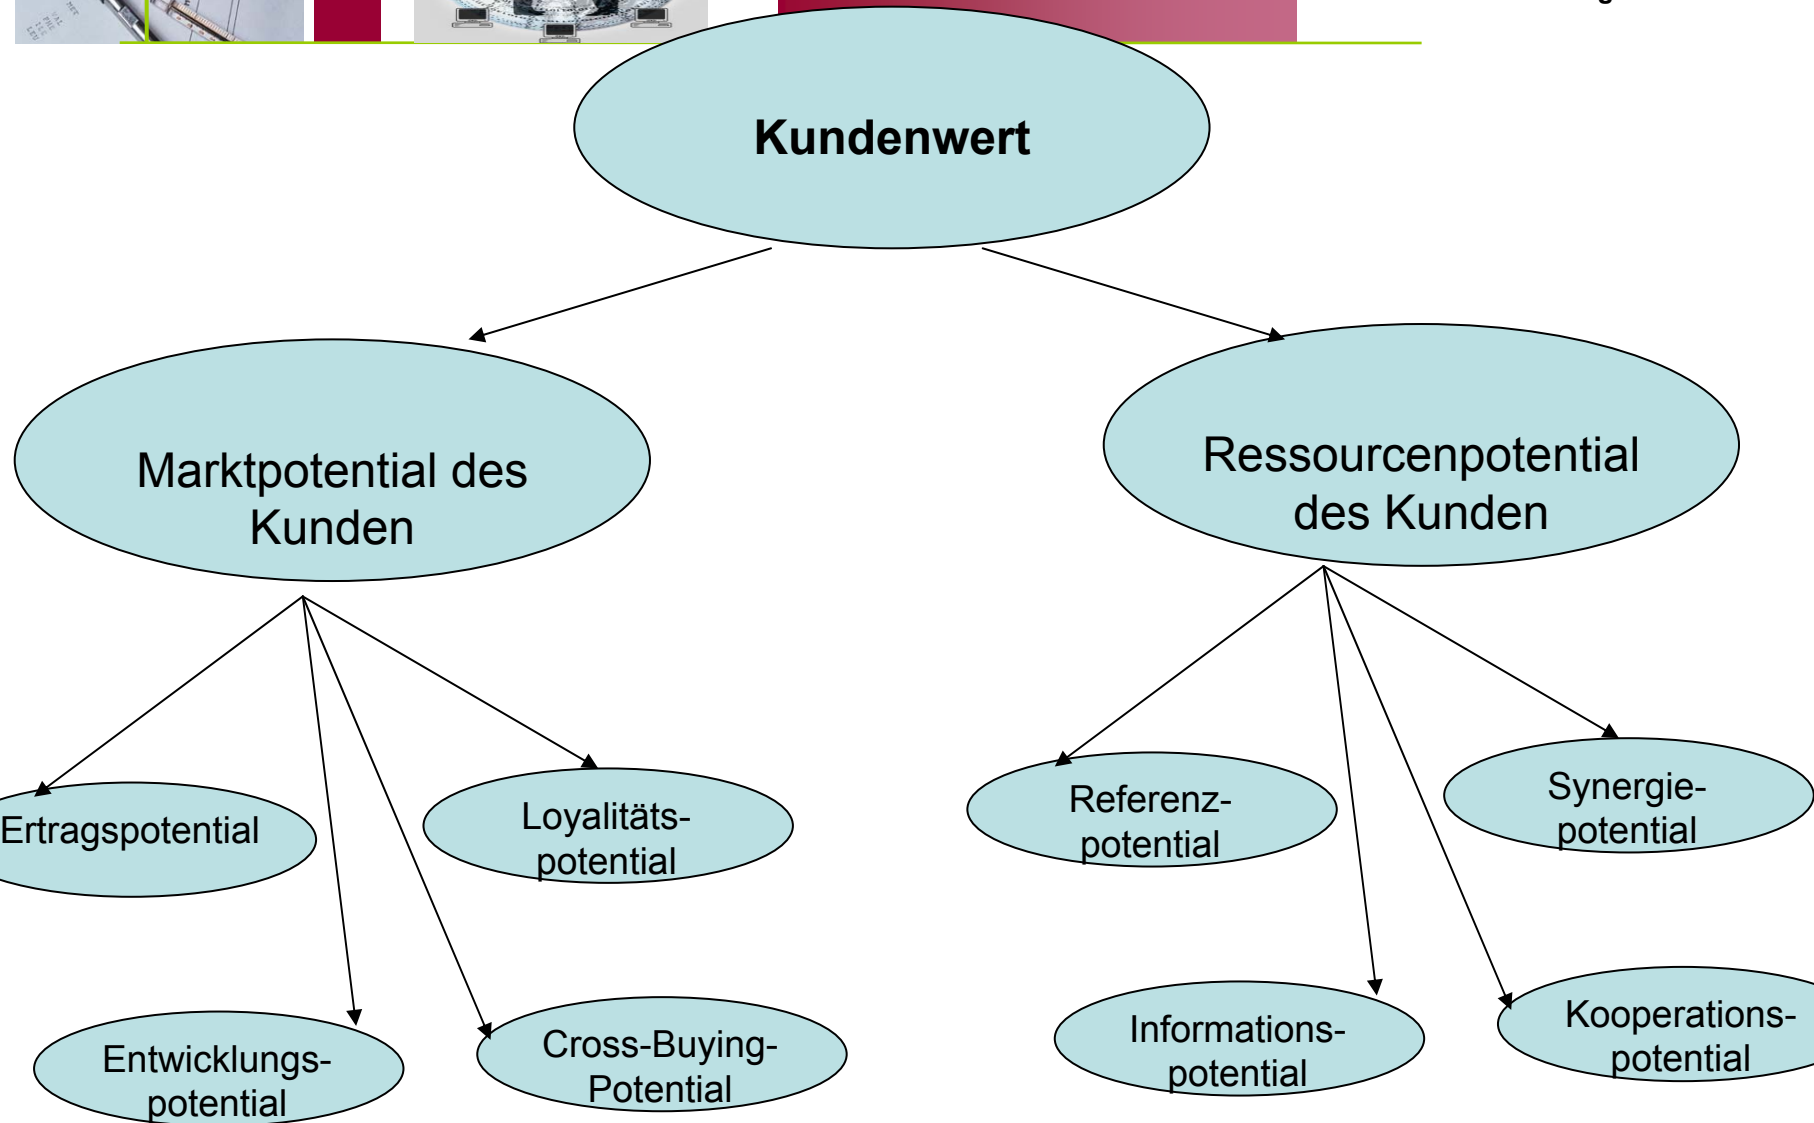 Kundenwert
Marktpotential des
Kunden
Ressourcenpotential
des Kunden
Ertragspotential
Loyalitäts-
potential
Referenz-
potential
Synergie-
potential
Entwicklungs-
potential
Cross-Buying-
Potential
Informations-
potential
Kooperations-
potential